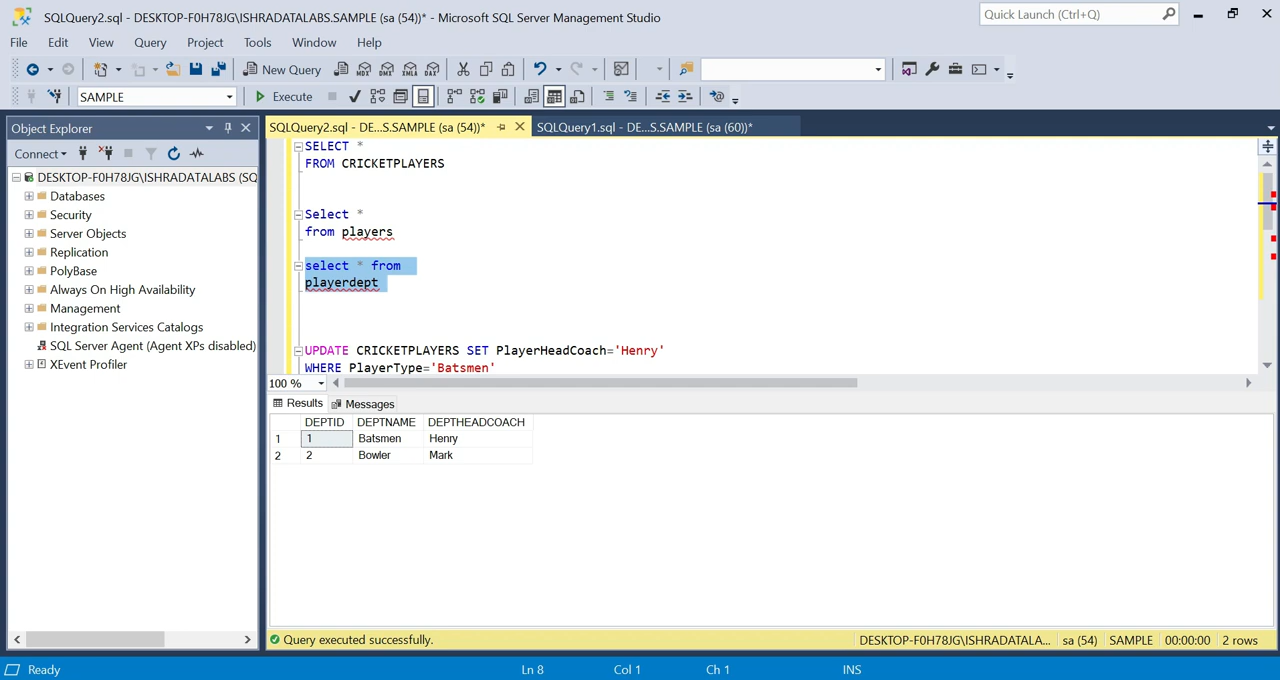 SQLQuery2.sql - DESKTOP-F0H78JG\ISHRADATALABS.SAMPLE (sa (54))* - Microsoft SQL Server Management Studio
Quick Launch (Ctrl+Q)
File Edit View Query Project Tools Window Help
New Query MDX DMX XMLA DAX
SAMPLE Execute
Object Explorer
SQLQuery2.sql - DE...S.SAMPLE (sa (54))* SQLQuery1.sql - DE...S.SAMPLE (sa (60))*
Connect
DESKTOP-F0H78JG\ISHRADATALABS (SQ
Databases
Security
Server Objects
Replication
PolyBase
Always On High Availability
Management
Integration Services Catalogs
SQL Server Agent (Agent XPs disabled)
XEvent Profiler
SELECT *
FROM CRICKETPLAYERS
Select *
from players
select * from
playerdept
UPDATE CRICKETPLAYERS SET PlayerHeadCoach='Henry'
WHERE PlayerType='Batsmen'
100 %
Results Messages
DEPTID DEPTNAME DEPTHEADCOACH
1 1 Batsmen Henry
2 2 Bowler Mark
Query executed successfully. DESKTOP-F0H78JG\ISHRADATALA... sa (54) SAMPLE 00:00:00 2 rows
Ready Ln 8 Col 1 Ch 1 INS